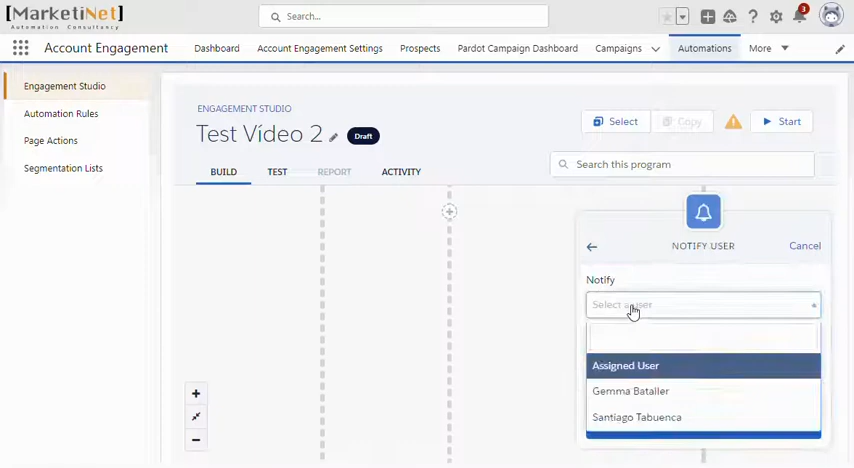 [MarketiNet]
Automation Consultancy
Search...
3
Account Engagement
Dashboard
Account Engagement Settings
Prospects
Pardot Campaign Dashboard
Campaigns
Automations
More
Engagement Studio
Automation Rules
Page Actions
Segmentation Lists
ENGAGEMENT STUDIO
Test Vídeo 2
Draft
Select
Copy
Start
BUILD
TEST
REPORT
ACTIVITY
Search this program
NOTIFY USER
Cancel
Notify
Select a user
Assigned User
Gemma Bataller
Santiago Tabuenca